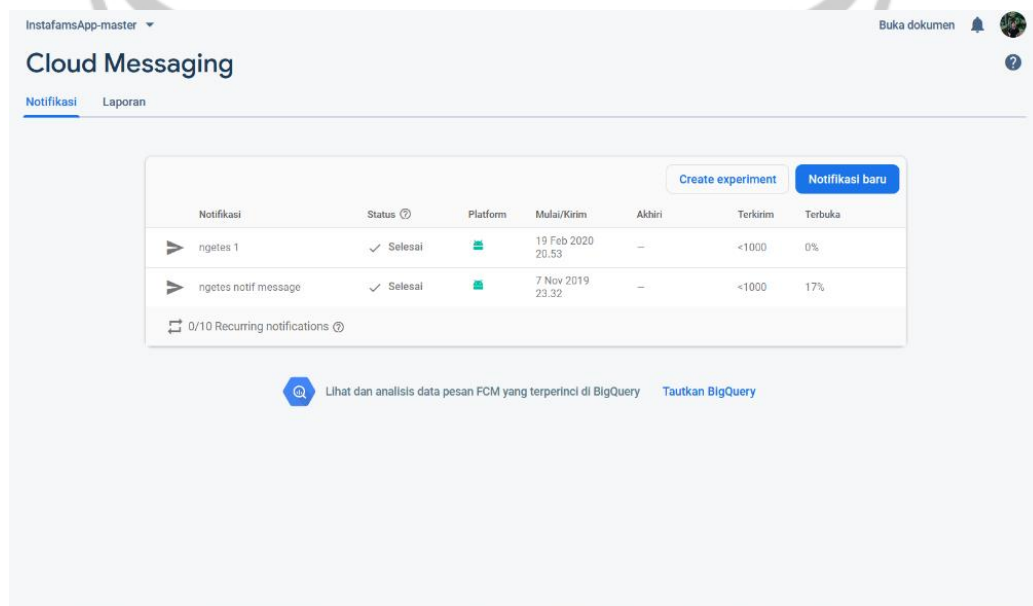 InstafamsApp-master
Buka dokumen
Cloud Messaging
Notifikasi Laporan
Create experiment Notifikasi baru
Notifikasi Status Platform Mulai/Kirim Akhiri Terkirim Terbuka
ngetes 1 Selesai 19 Feb 2020 20.53 – <1000 0%
ngetes notif message Selesai 7 Nov 2019 23.32 – <1000 17%
0/10 Recurring notifications
Lihat dan analisis data pesan FCM yang terperinci di BigQuery Tautkan BigQuery